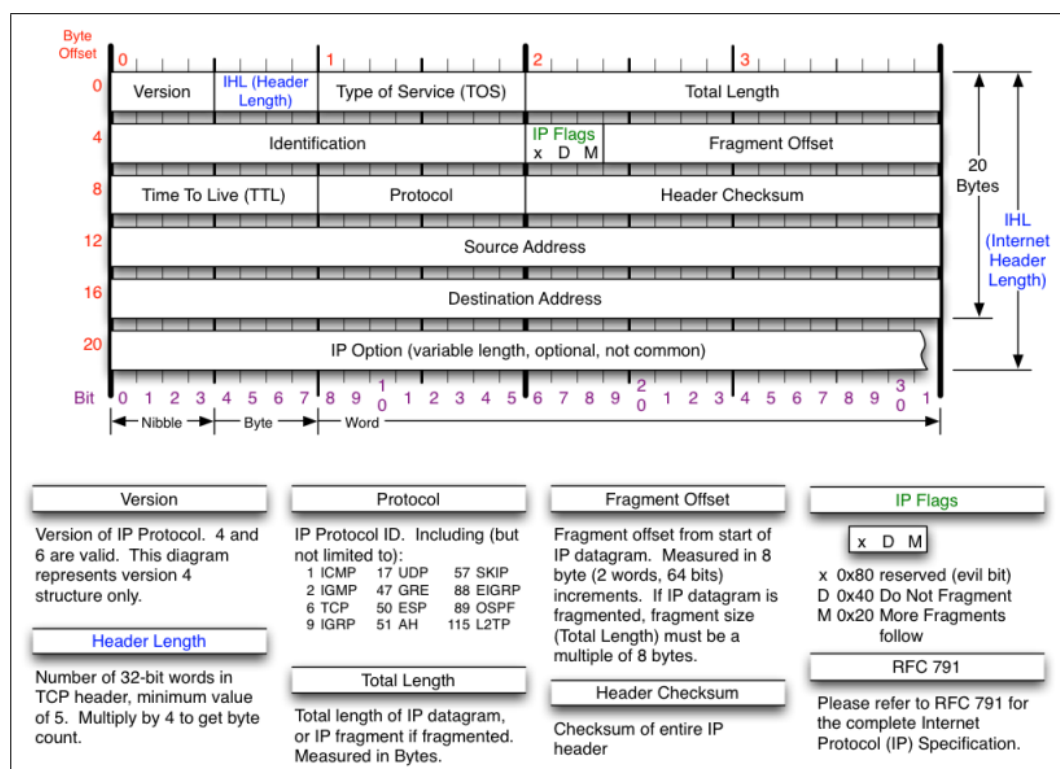 Byte
Offset
0 1 2 3
0 Version IHL (Header Length) Type of Service (TOS) Total Length
4 Identification IP Flags x D M Fragment Offset
8 Time To Live (TTL) Protocol Header Checksum
12 Source Address
16 Destination Address
20 IP Option (variable length, optional, not common)
20
Bytes
IHL
(Internet
Header
Length)
Bit 0 1 2 3 4 5 6 7 8 9 10 1 2 3 4 5 6 7 8 9 20 1 2 3 4 5 6 7 8 9 30 1
Nibble Byte Word
Version
Version of IP Protocol. 4 and
6 are valid. This diagram
represents version 4
structure only.
Header Length
Number of 32-bit words in
TCP header, minimum value
of 5. Multiply by 4 to get byte
count.
Protocol
IP Protocol ID. Including (but
not limited to):
1 ICMP 17 UDP 57 SKIP
2 IGMP 47 GRE 88 EIGRP
6 TCP 50 ESP 89 OSPF
9 IGRP 51 AH 115 L2TP
Total Length
Total length of IP datagram,
or IP fragment if fragmented.
Measured in Bytes.
Fragment Offset
Fragment offset from start of
IP datagram. Measured in 8
byte (2 words, 64 bits)
increments. If IP datagram is
fragmented, fragment size
(Total Length) must be a
multiple of 8 bytes.
Header Checksum
Checksum of entire IP
header
IP Flags
x D M
x 0x80 reserved (evil bit)
D 0x40 Do Not Fragment
M 0x20 More Fragments
follow
RFC 791
Please refer to RFC 791 for
the complete Internet
Protocol (IP) Specification.